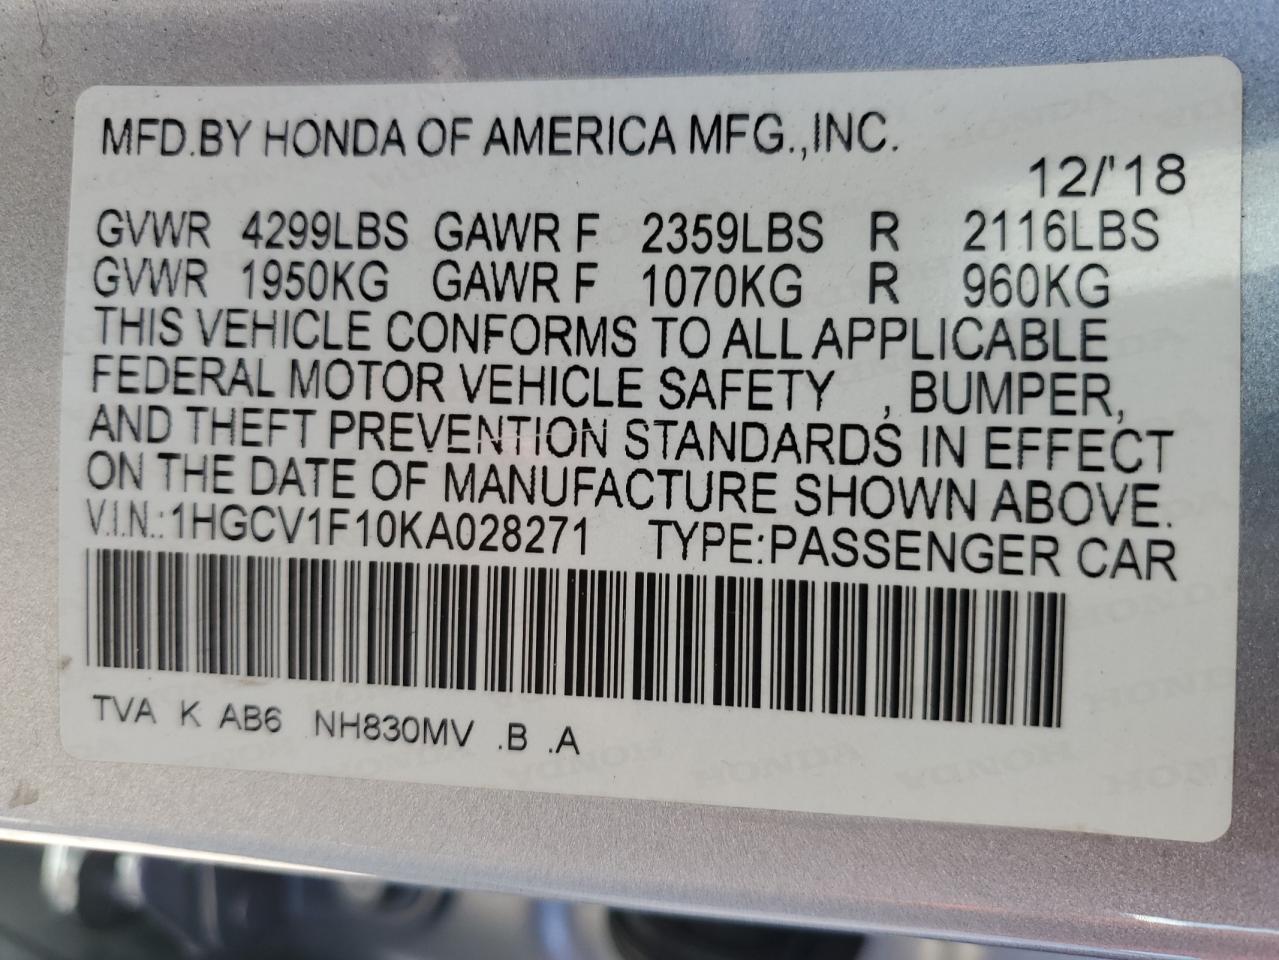 MFD.BY HONDA OF AMERICA MFG.,INC.
12/'18
GVWR 4299LBS GAWR F 2359LBS R 2116LBS
GVWR 1950KG GAWR F 1070KG R 960KG
THIS VEHICLE CONFORMS TO ALL APPLICABLE
FEDERAL MOTOR VEHICLE SAFETY , BUMPER,
AND THEFT PREVENTION STANDARDS IN EFFECT
ON THE DATE OF MANUFACTURE SHOWN ABOVE.
V.I.N.:1HGCV1F10KA028271 TYPE:PASSENGER CAR
TVA K AB6 NH830MV .B .A